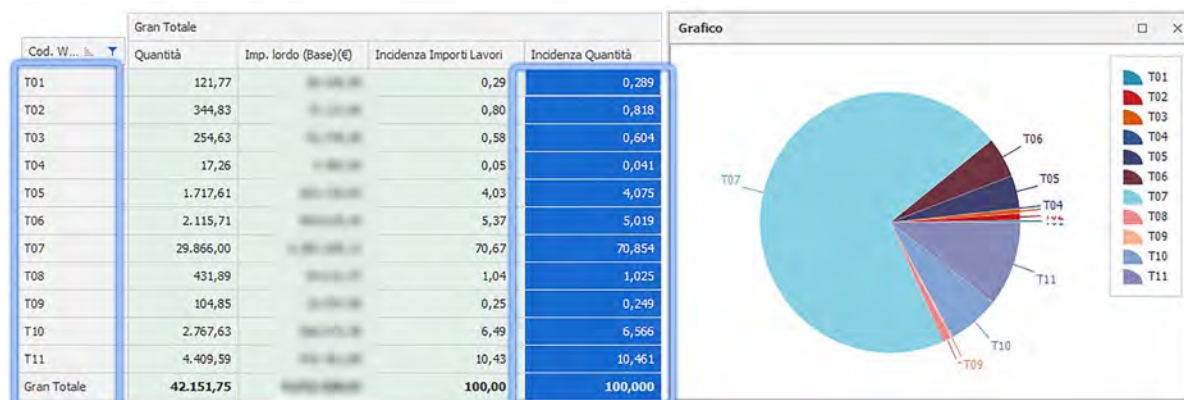 Gran Totale
Cod. W... Quantità Imp. lordo (Base)(€) Incidenza Importi Lavori Incidenza Quantità
T01 121,77 0,29 0,289
T02 344,83 0,80 0,818
T03 254,63 0,58 0,604
T04 17,26 0,05 0,041
T05 1.717,61 4,03 4,075
T06 2.115,71 5,37 5,019
T07 29.866,00 70,67 70,854
T08 431,89 1,04 1,025
T09 104,85 0,25 0,249
T10 2.767,63 6,49 6,566
T11 4.409,59 10,43 10,461
Gran Totale 42.151,75 100,00 100,000
Grafico
T06
T05
T04
T07
T11
T10
T09
T01
T02
T03
T04
T05
T06
T07
T08
T09
T10
T11